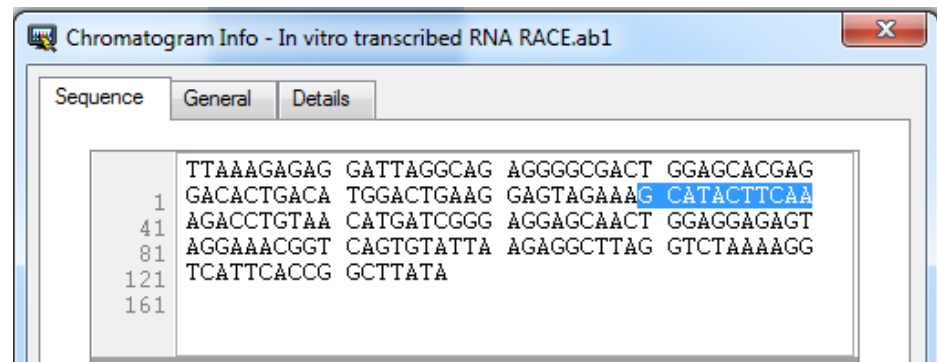 Chromatogram Info - In vitro transcribed RNA RACE.ab1
x
Sequence General Details
TTAAAGAGAG GATTAGGCAG AGGGGCGACT GGAGCACGAG
1 GACACTGACA TGGACTGAAG GAGTAGAAAG CATACTTCAA
41 AGACCTGTAA CATGATCGGG AGGAGCAACT GGAGGAGAGT
81 AGGAAACGGT CAGTGTATTA AGAGGCTTAG GTCTAAAAGG
121 TCATTCACCG GCTTATA
161